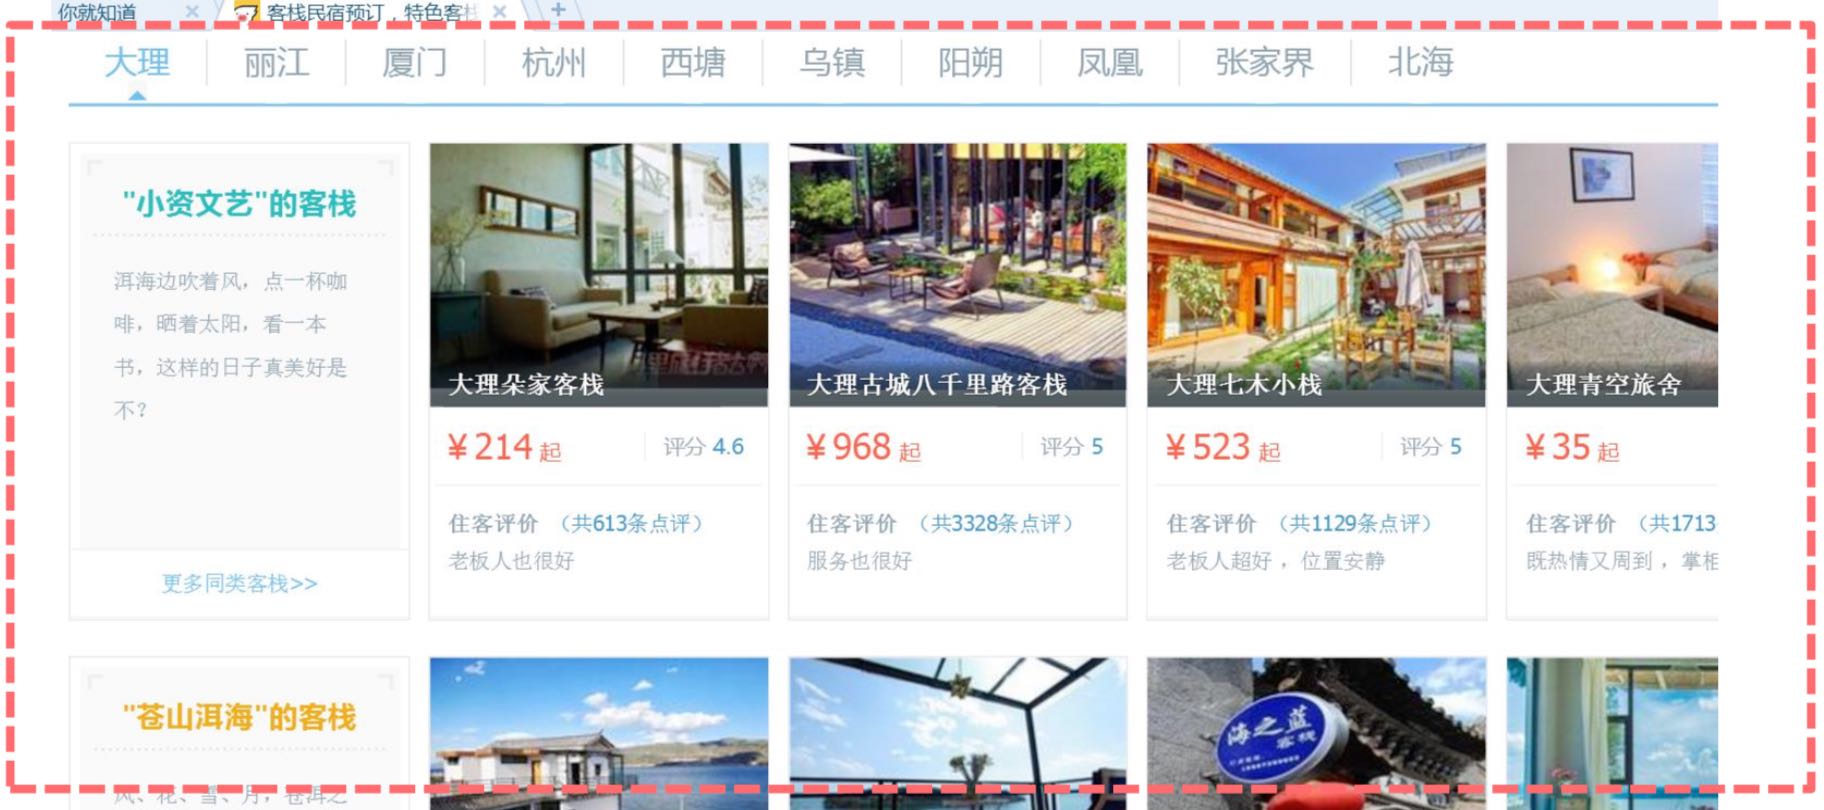 你就知道
客栈民宿预订，特色客栈
大理
丽江
厦门
杭州
西塘
乌镇
阳朔
凤凰
张家界
北海
"小资文艺"的客栈
洱海边吹着风，点一杯咖
啡，晒着太阳，看一本
书，这样的日子真美好是
不？
更多同类客栈>>
大理朵家客栈
¥214 起
评分 4.6
住客评价 （共613条点评）
老板人也很好
大理古城八千里路客栈
¥968 起
评分 5
住客评价 （共3328条点评）
服务也很好
大理七木小栈
¥523 起
评分 5
住客评价 （共1129条点评）
老板人超好 ，位置安静
大理青空旅舍
¥35 起
住客评价 （共1713
既热情又周到 ，掌柜
"苍山洱海"的客栈
风、花、雪、月，苍洱之
海之蓝
客栈